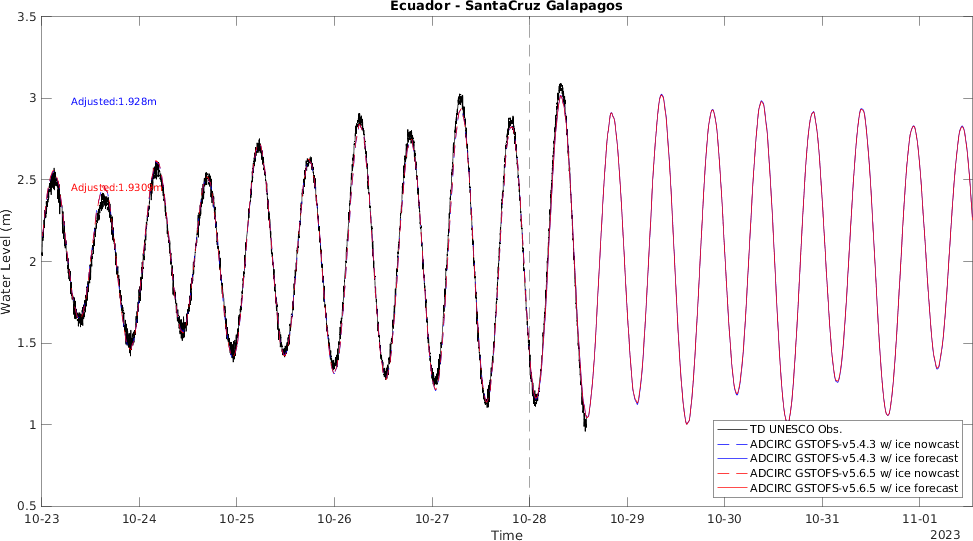 Ecuador - SantaCruz Galapagos
3.5
3
2.5
2
1.5
1
0.5
Water Level (m)
Adjusted:1.928m
Adjusted:1.9309m
TD UNESCO Obs.
ADCIRC GSTOFS-v5.4.3 w/ ice nowcast
ADCIRC GSTOFS-v5.4.3 w/ ice forecast
ADCIRC GSTOFS-v5.6.5 w/ ice nowcast
ADCIRC GSTOFS-v5.6.5 w/ ice forecast
10-23 10-24 10-25 10-26 10-27 10-28 10-29 10-30 10-31 11-01
Time
2023